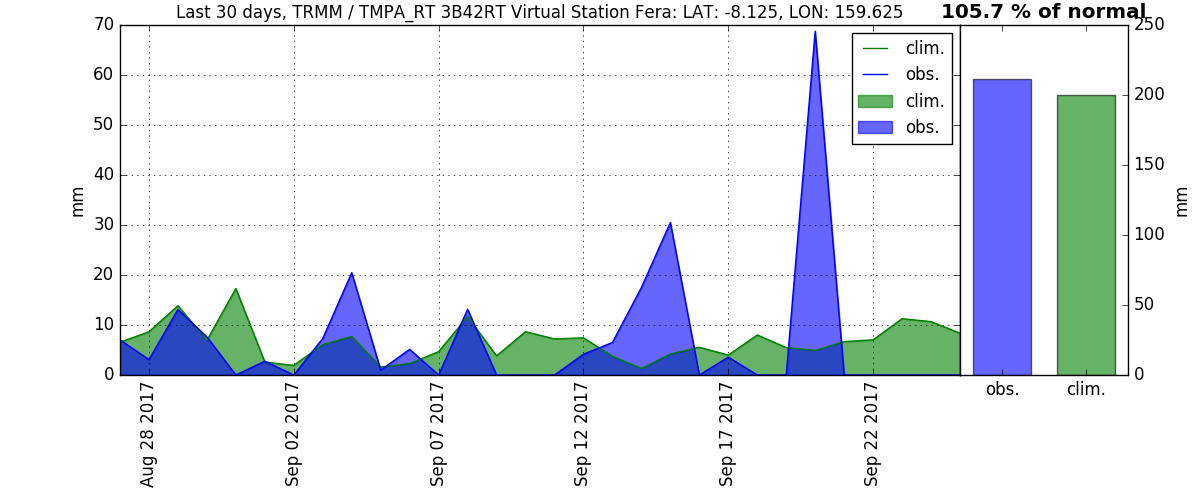 Last 30 days, TRMM / TMPA_RT 3B42RT Virtual Station Fera: LAT: -8.125, LON: 159.625
105.7 % of normal
70
60
50
40
30
20
10
0
mm
clim.
obs.
clim.
obs.
250
200
150
100
50
0
mm
obs.
clim.
Aug 28 2017
Sep 02 2017
Sep 07 2017
Sep 12 2017
Sep 17 2017
Sep 22 2017